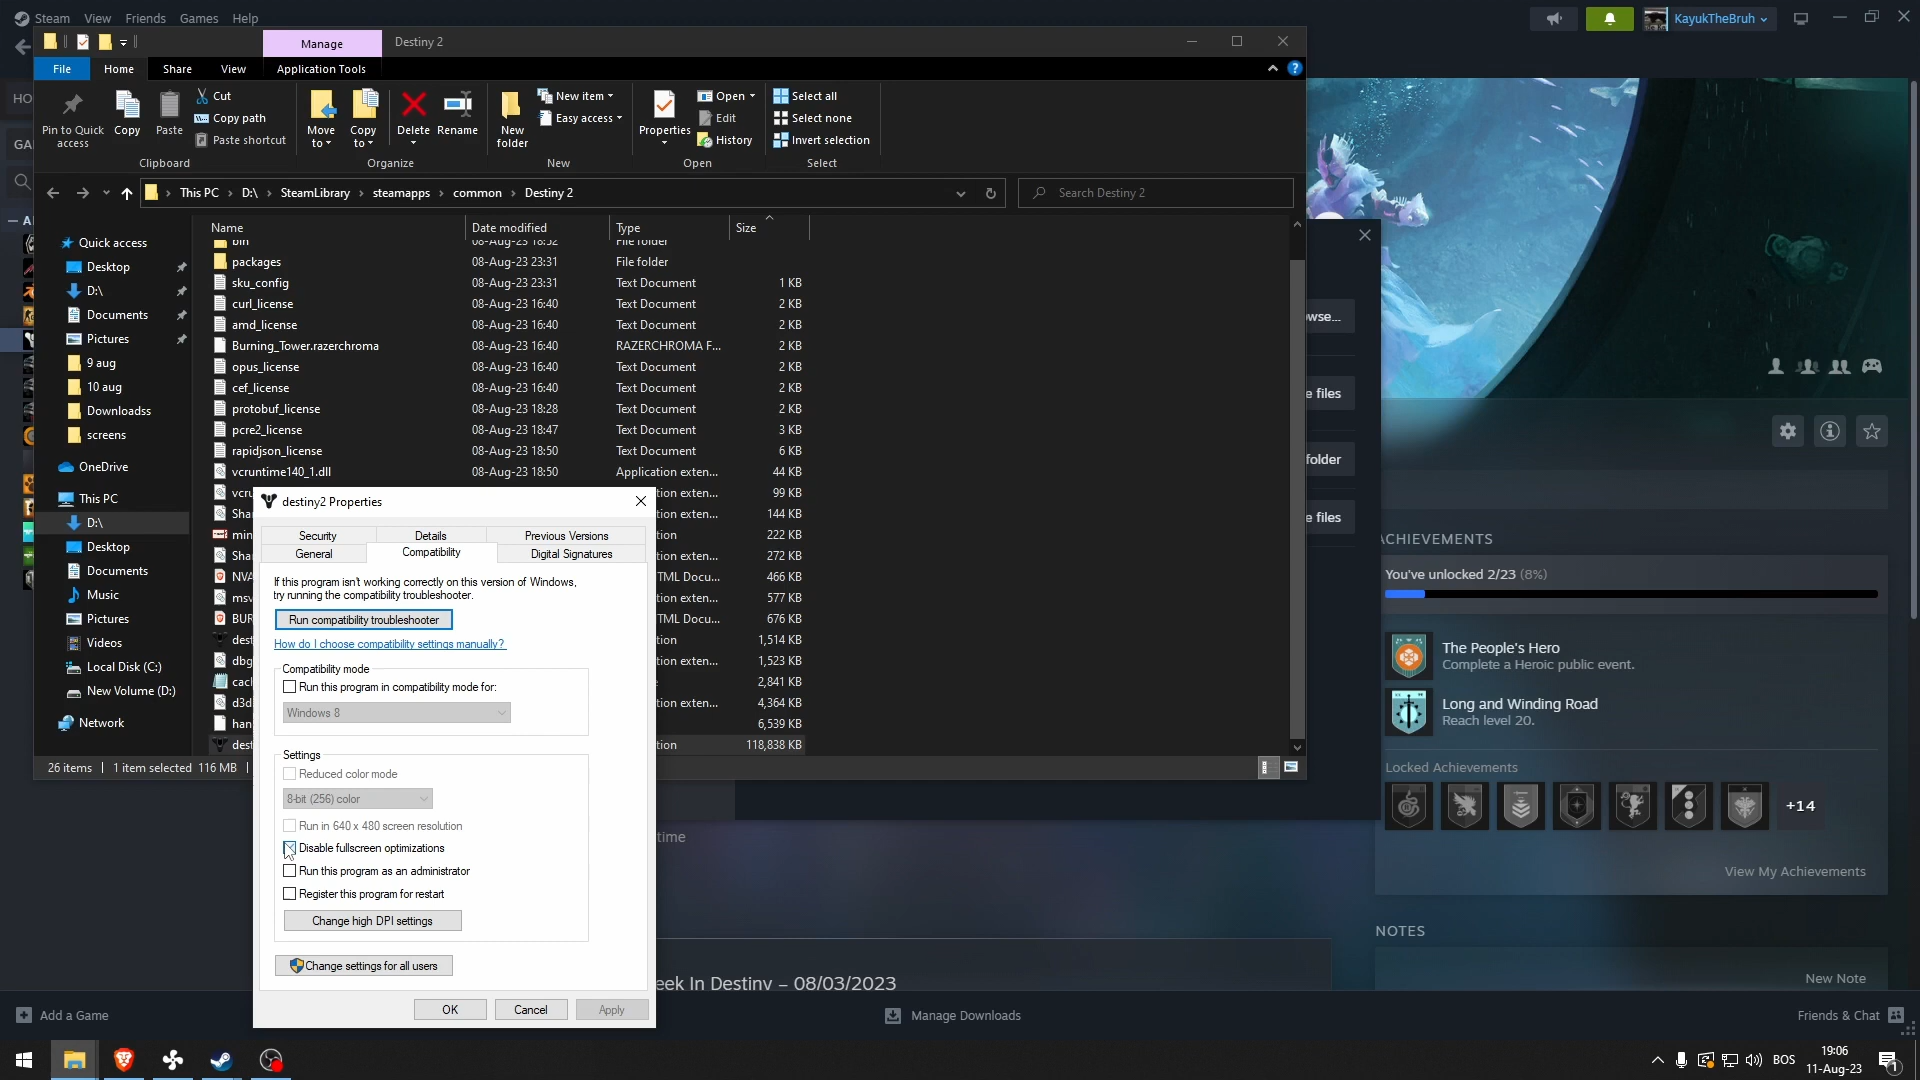 Steam View Friends Games Help
KayukTheBruh
Manage Destiny 2
File Home Share View Application Tools
Pin to Quick access
Copy
Paste
Cut
Copy path
Paste shortcut
Clipboard
Move to
Copy to
Delete
Rename
Organize
New folder
New item
Easy access
New
Properties
Open
Edit
History
Open
Select all
Select none
Invert selection
Select
This PC D:\ SteamLibrary steamapps common Destiny 2
Search Destiny 2
Quick access
Desktop
D:\
Documents
Pictures
9 aug
10 aug
Downloadss
screens
OneDrive
This PC
D:\
Desktop
Documents
Music
Pictures
Videos
Local Disk (C:)
New Volume (D:)
Network
Name Date modified Type Size
bin 08-Aug-23 18:52 File folder
packages 08-Aug-23 23:31 File folder
sku_config 08-Aug-23 23:31 Text Document 1 KB
curl_license 08-Aug-23 16:40 Text Document 2 KB
amd_license 08-Aug-23 16:40 Text Document 2 KB
Burning_Tower.razerchroma 08-Aug-23 16:40 RAZERCHROMA F... 2 KB
opus_license 08-Aug-23 16:40 Text Document 2 KB
cef_license 08-Aug-23 16:40 Text Document 2 KB
protobuf_license 08-Aug-23 18:28 Text Document 2 KB
pcre2_license 08-Aug-23 18:47 Text Document 3 KB
rapidjson_license 08-Aug-23 18:50 Text Document 6 KB
vcruntime140_1.dll 08-Aug-23 18:50 Application exten... 44 KB
vcru tion exten... 99 KB
Sha tion exten... 144 KB
min tion 222 KB
Sha tion exten... 272 KB
NVA TML Docu... 466 KB
msv tion exten... 577 KB
BUR TML Docu... 676 KB
dest tion 1,514 KB
dbg tion exten... 1,523 KB
cac 2,841 KB
d3d tion exten... 4,364 KB
han 6,539 KB
dest tion 118,838 KB
26 items 1 item selected 116 MB
destiny2 Properties
Security Details Previous Versions
General Compatibility Digital Signatures
If this program isn't working correctly on this version of Windows,
try running the compatibility troubleshooter.
Run compatibility troubleshooter
How do I choose compatibility settings manually?
Compatibility mode
Run this program in compatibility mode for:
Windows 8
Settings
Reduced color mode
8-bit (256) color
Run in 640 x 480 screen resolution
Disable fullscreen optimizations
Run this program as an administrator
Register this program for restart
Change high DPI settings
Change settings for all users
OK Cancel Apply
HO
GA
A
wse...
e files
folder
e files
time
eek In Destiny – 08/03/2023
ACHIEVEMENTS
You've unlocked 2/23 (8%)
The People's Hero
Complete a Heroic public event.
Long and Winding Road
Reach level 20.
Locked Achievements
+14
View My Achievements
NOTES
New Note
Add a Game
Manage Downloads
Friends & Chat
BOS
19:06
11-Aug-23
1